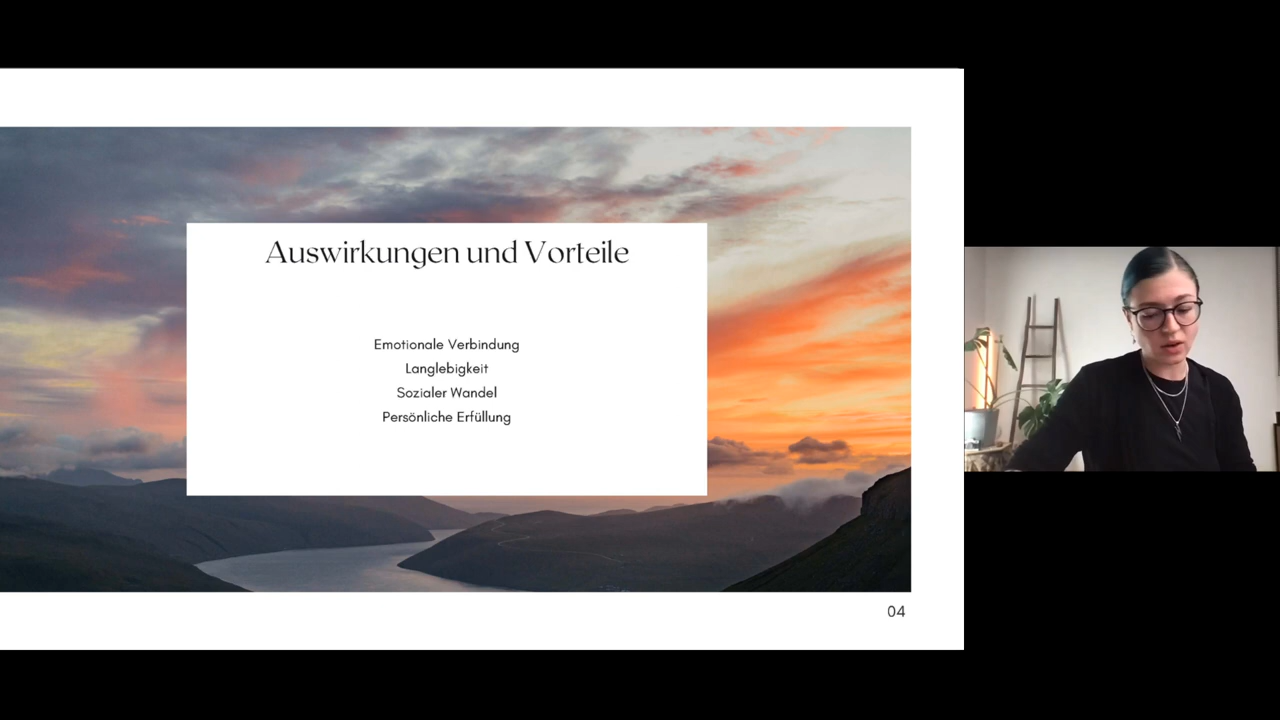 Auswirkungen und Vorteile
Emotionale Verbindung
Langlebigkeit
Sozialer Wandel
Persönliche Erfüllung
04